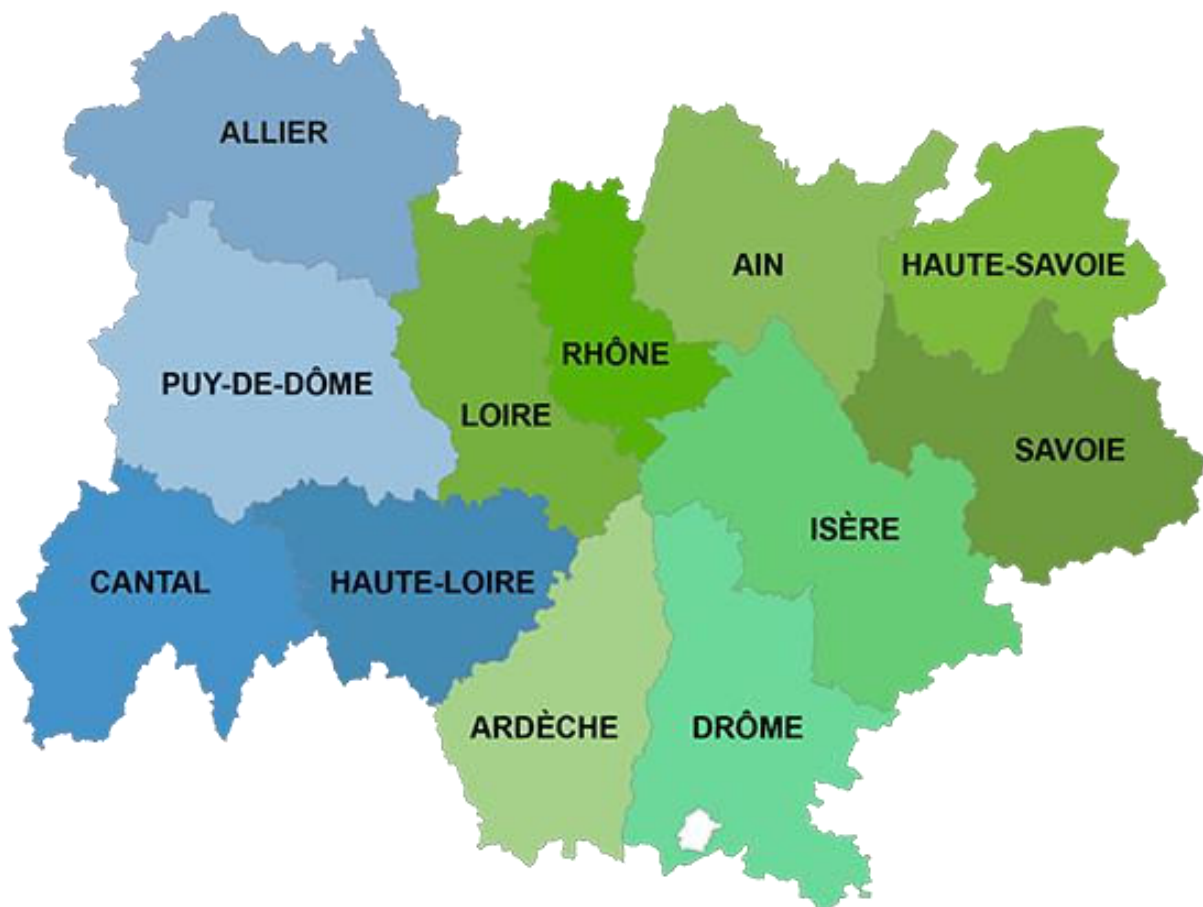 ALLIER
AIN
HAUTE-SAVOIE
PUY-DE-DÔME
RHÔNE
LOIRE
SAVOIE
ISÈRE
CANTAL
HAUTE-LOIRE
ARDÈCHE
DRÔME